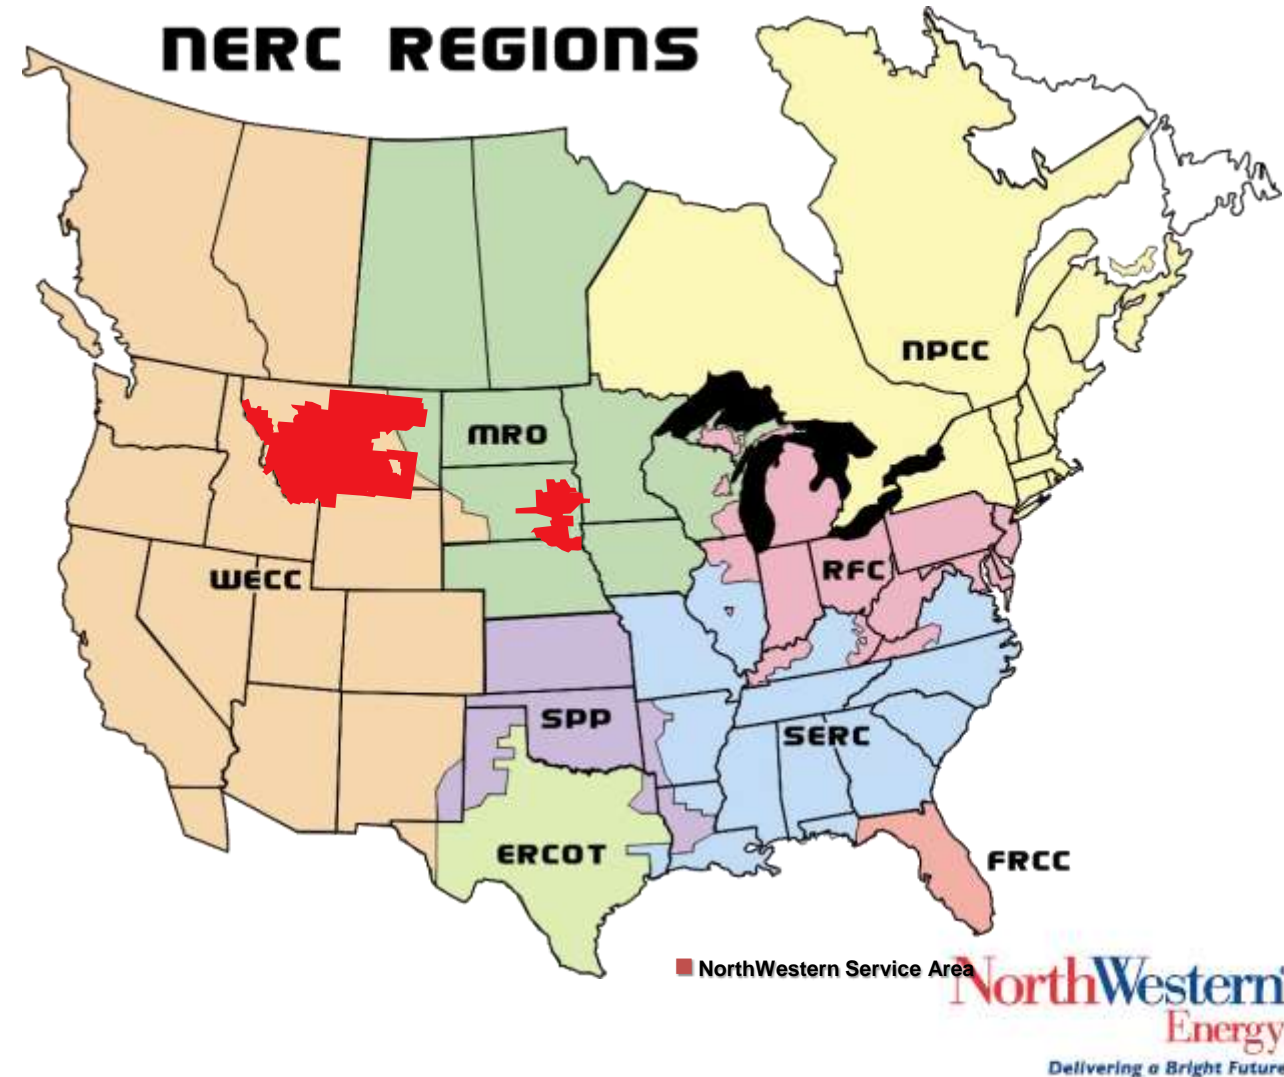 NERC REGIONS
NPCC
MRO
RFC
WECC
SPP
SERC
ERCOT
FRCC
NorthWestern Service Area
NorthWestern
Energy
Delivering a Bright Future